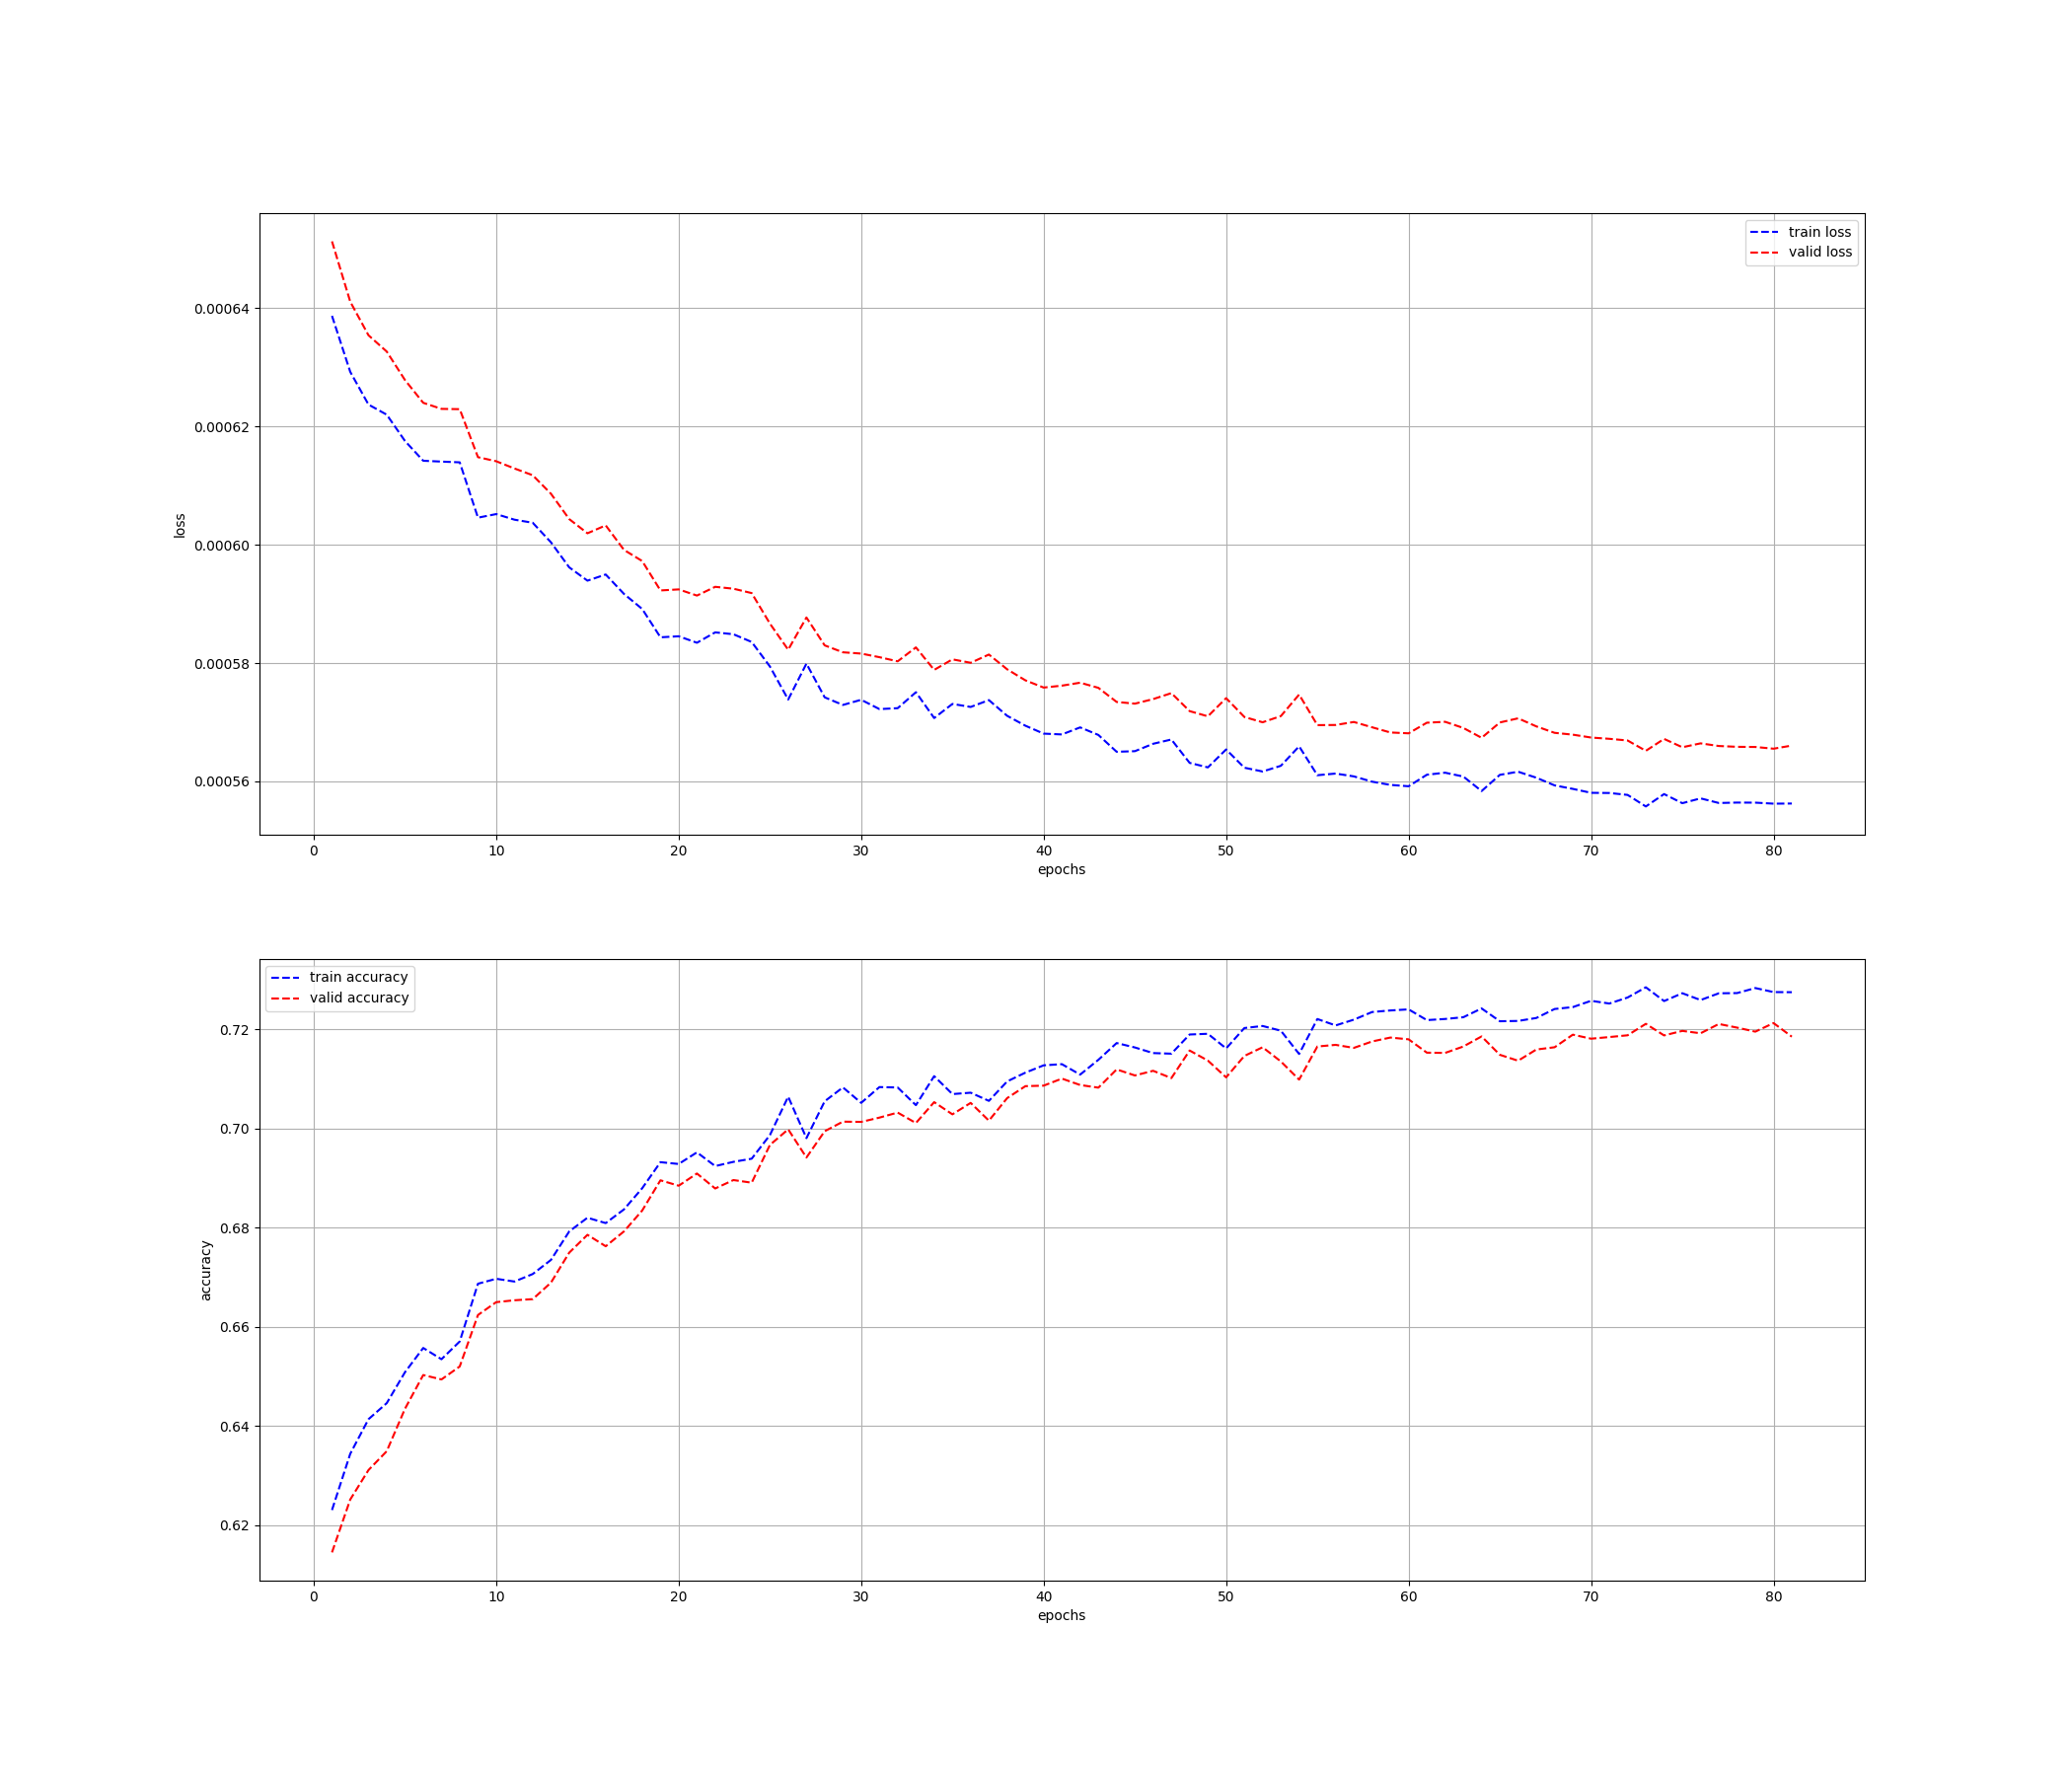 train loss
valid loss
0.00064
0.00062
0.00060
0.00058
0.00056
loss
0 10 20 30 40 50 60 70 80
epochs
train accuracy
valid accuracy
0.72
0.70
0.68
0.66
0.64
0.62
accuracy
0 10 20 30 40 50 60 70 80
epochs